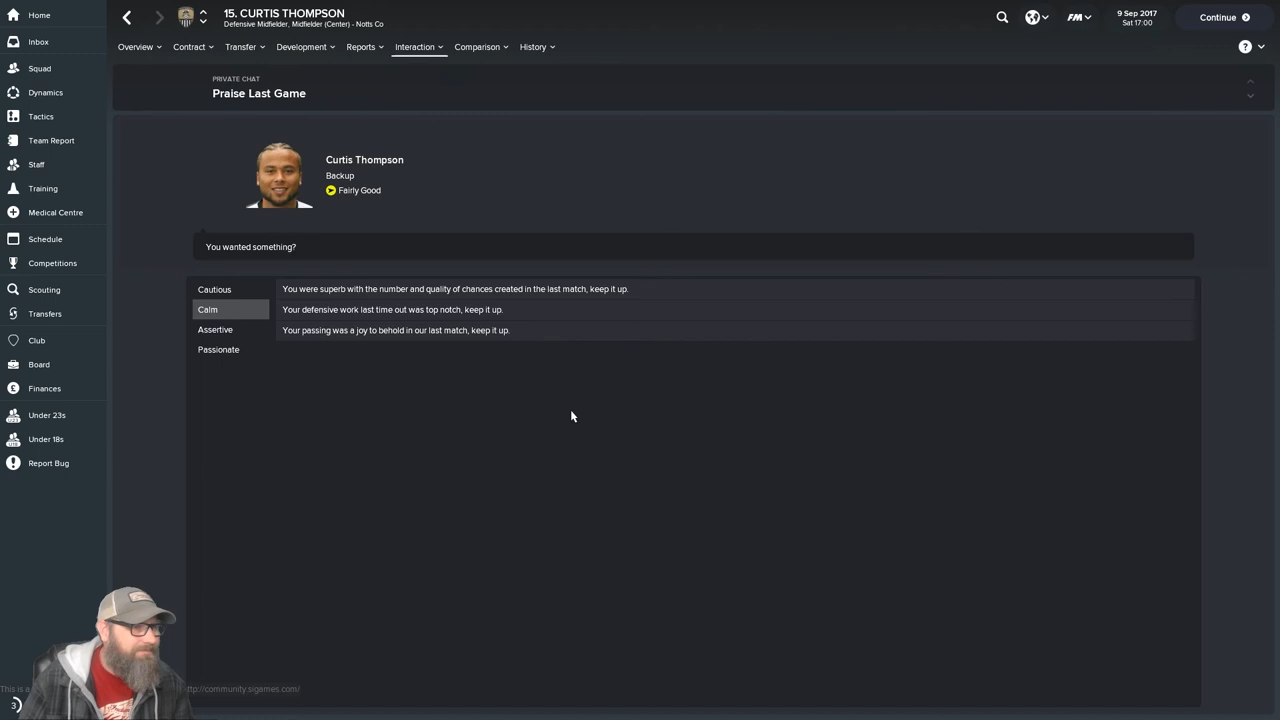 Home
Inbox
Squad
Dynamics
Tactics
Team Report
Staff
Training
Medical Centre
Schedule
Competitions
Scouting
Transfers
Club
Board
Finances
Under 23s
Under 18s
Report Bug
15. CURTIS THOMPSON
Defensive Midfielder, Midfielder (Center) - Notts Co
FM
9 Sep 2017
Sat 17:00
Continue
Overview
Contract
Transfer
Development
Reports
Interaction
Comparison
History
?
PRIVATE CHAT
Praise Last Game
Curtis Thompson
Backup
Fairly Good
You wanted something?
Cautious
Calm
Assertive
Passionate
You were superb with the number and quality of chances created in the last match, keep it up.
Your defensive work last time out was top notch, keep it up.
Your passing was a joy to behold in our last match, keep it up.
This is a
ttp://community.sigames.com/
3